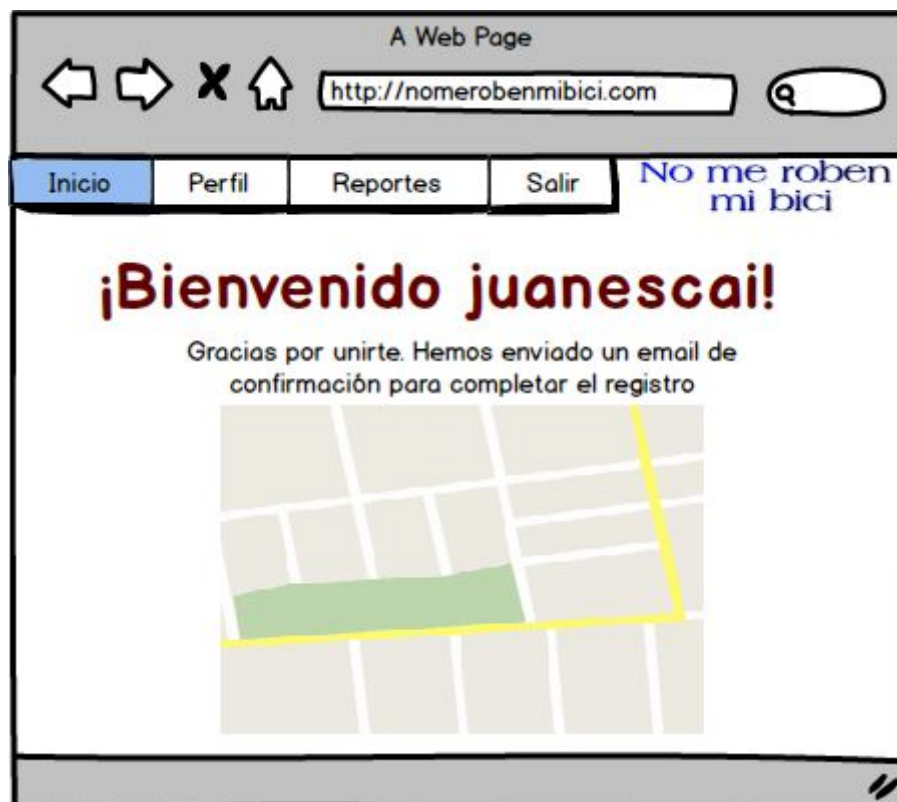 A Web Page
http://nomerobenmibici.com
Inicio
Perfil
Reportes
Salir
No me roben
mi bici
¡Bienvenido juanescai!
Gracias por unirte. Hemos enviado un email de
confirmación para completar el registro